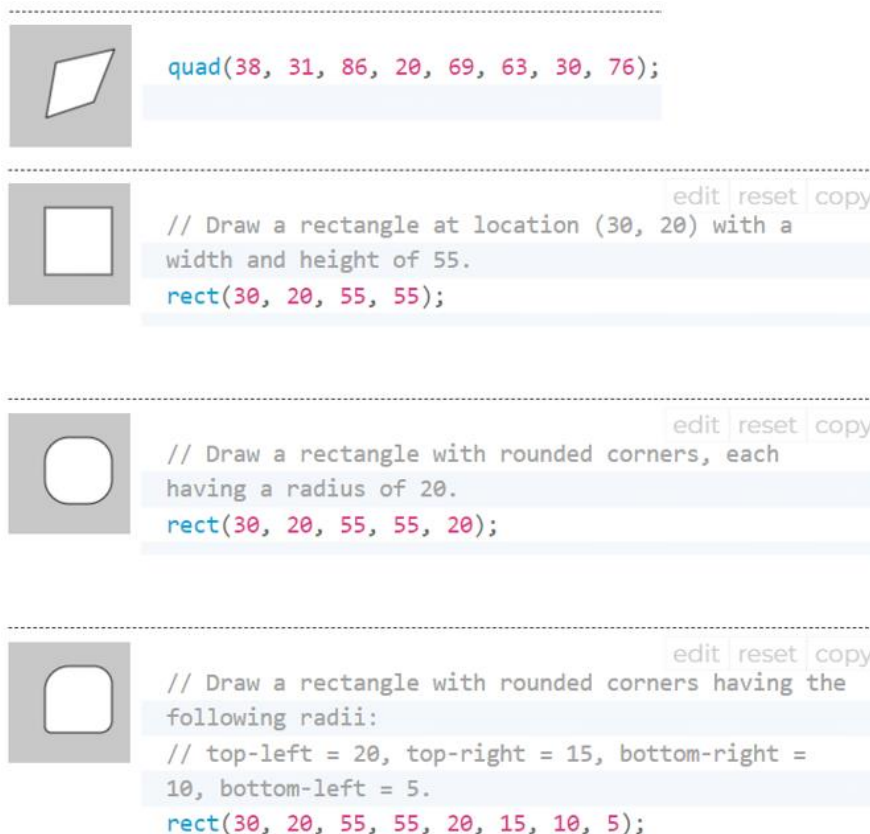 quad(38, 31, 86, 20, 69, 63, 30, 76);
edit reset copy
// Draw a rectangle at location (30, 20) with a
width and height of 55.
rect(30, 20, 55, 55);
edit reset copy
// Draw a rectangle with rounded corners, each
having a radius of 20.
rect(30, 20, 55, 55, 20);
edit reset copy
// Draw a rectangle with rounded corners having the
following radii:
// top-left = 20, top-right = 15, bottom-right =
10, bottom-left = 5.
rect(30, 20, 55, 55, 20, 15, 10, 5);